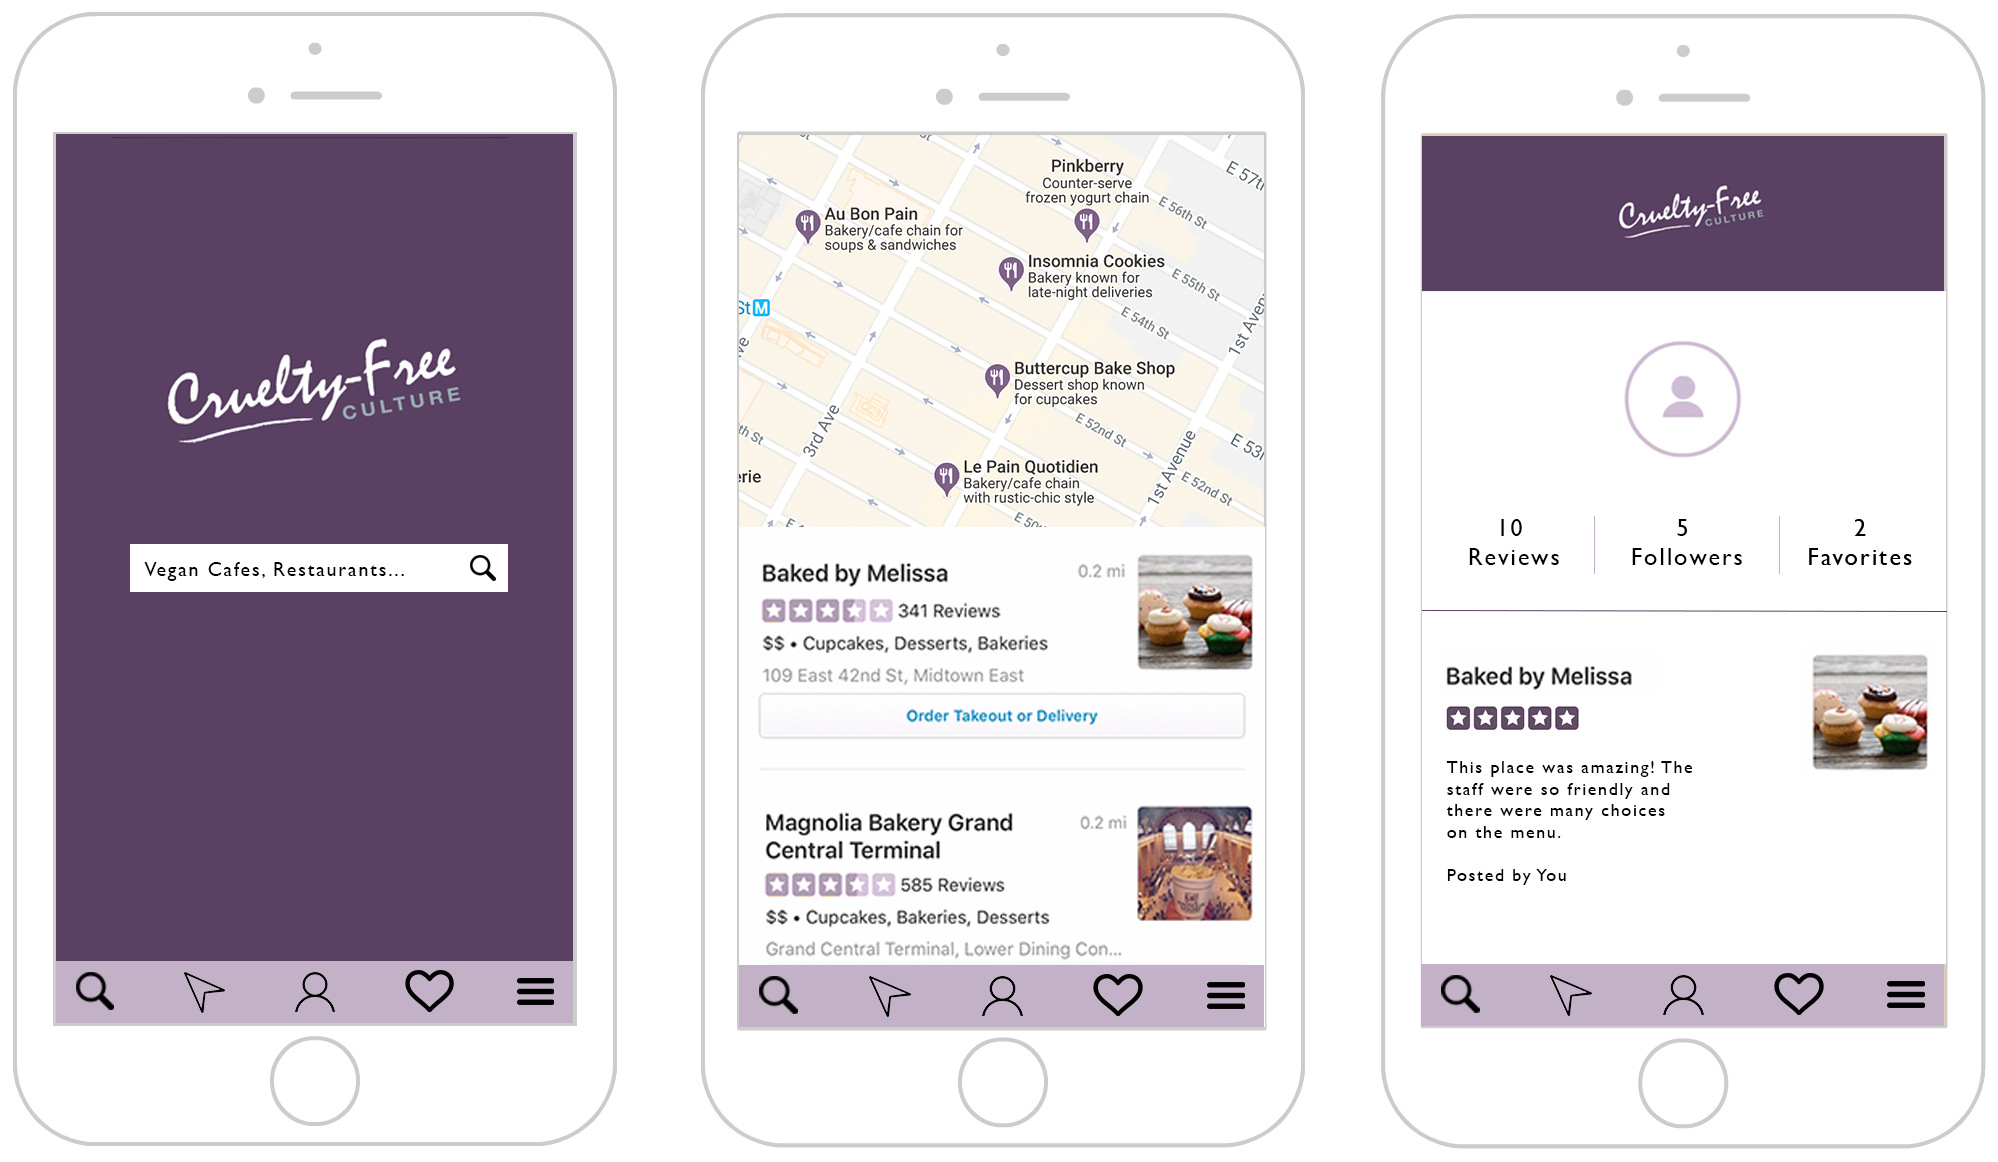 Cruelty-Free
CULTURE
Vegan Cafes, Restaurants...
Pinkberry
Counter-serve
frozen yogurt chain
E 57th
E 56th St
Au Bon Pain
Bakery/cafe chain for
soups & sandwiches
Insomnia Cookies
Bakery known for
late-night deliveries
E 55th St
St M
E 54th St
1st Aven
ve
Buttercup Bake Shop
Dessert shop known
for cupcakes
3rd Ave
E 52nd St
E 53r
th St
1st Avenue
erie
Le Pain Quotidien
Bakery/cafe chain
with rustic-chic style
E 52nd St
E 50t
Baked by Melissa
0.2 mi
341 Reviews
$$ • Cupcakes, Desserts, Bakeries
109 East 42nd St, Midtown East
Order Takeout or Delivery
Magnolia Bakery Grand
Central Terminal
0.2 mi
585 Reviews
$$ • Cupcakes, Bakeries, Desserts
Grand Central Terminal, Lower Dining Con...
Cruelty-Free
CULTURE
10
Reviews
5
Followers
2
Favorites
Baked by Melissa
This place was amazing! The
staff were so friendly and
there were many choices
on the menu.
Posted by You